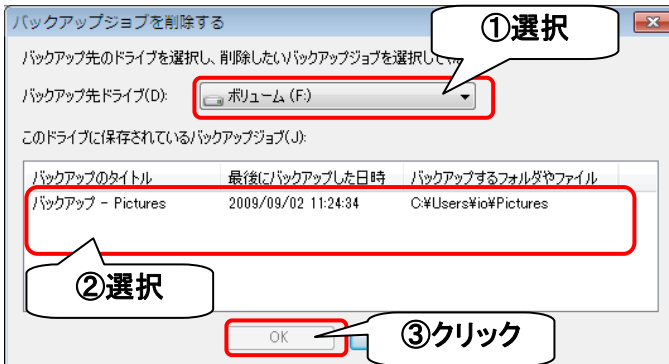 バックアップジョブを削除する
①選択
バックアップ先のドライブを選択し、削除したいバックアップジョブを選択して
バックアップ先ドライブ(D):
ボリューム (F:)
このドライブに保存されているバックアップジョブ(J):
バックアップのタイトル 最後にバックアップした日時 バックアップするフォルダやファイル
バックアップ - Pictures 2009/09/02 11:24:34 C:¥Users¥io¥Pictures
②選択
OK
③クリック